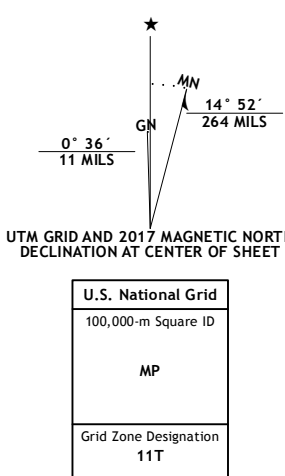 ★
MN
GN
14° 52´
264 MILS
0° 36´
11 MILS
UTM GRID AND 2017 MAGNETIC NORT
DECLINATION AT CENTER OF SHEET
U.S. National Grid
100,000-m Square ID
MP
Grid Zone Designation
11T